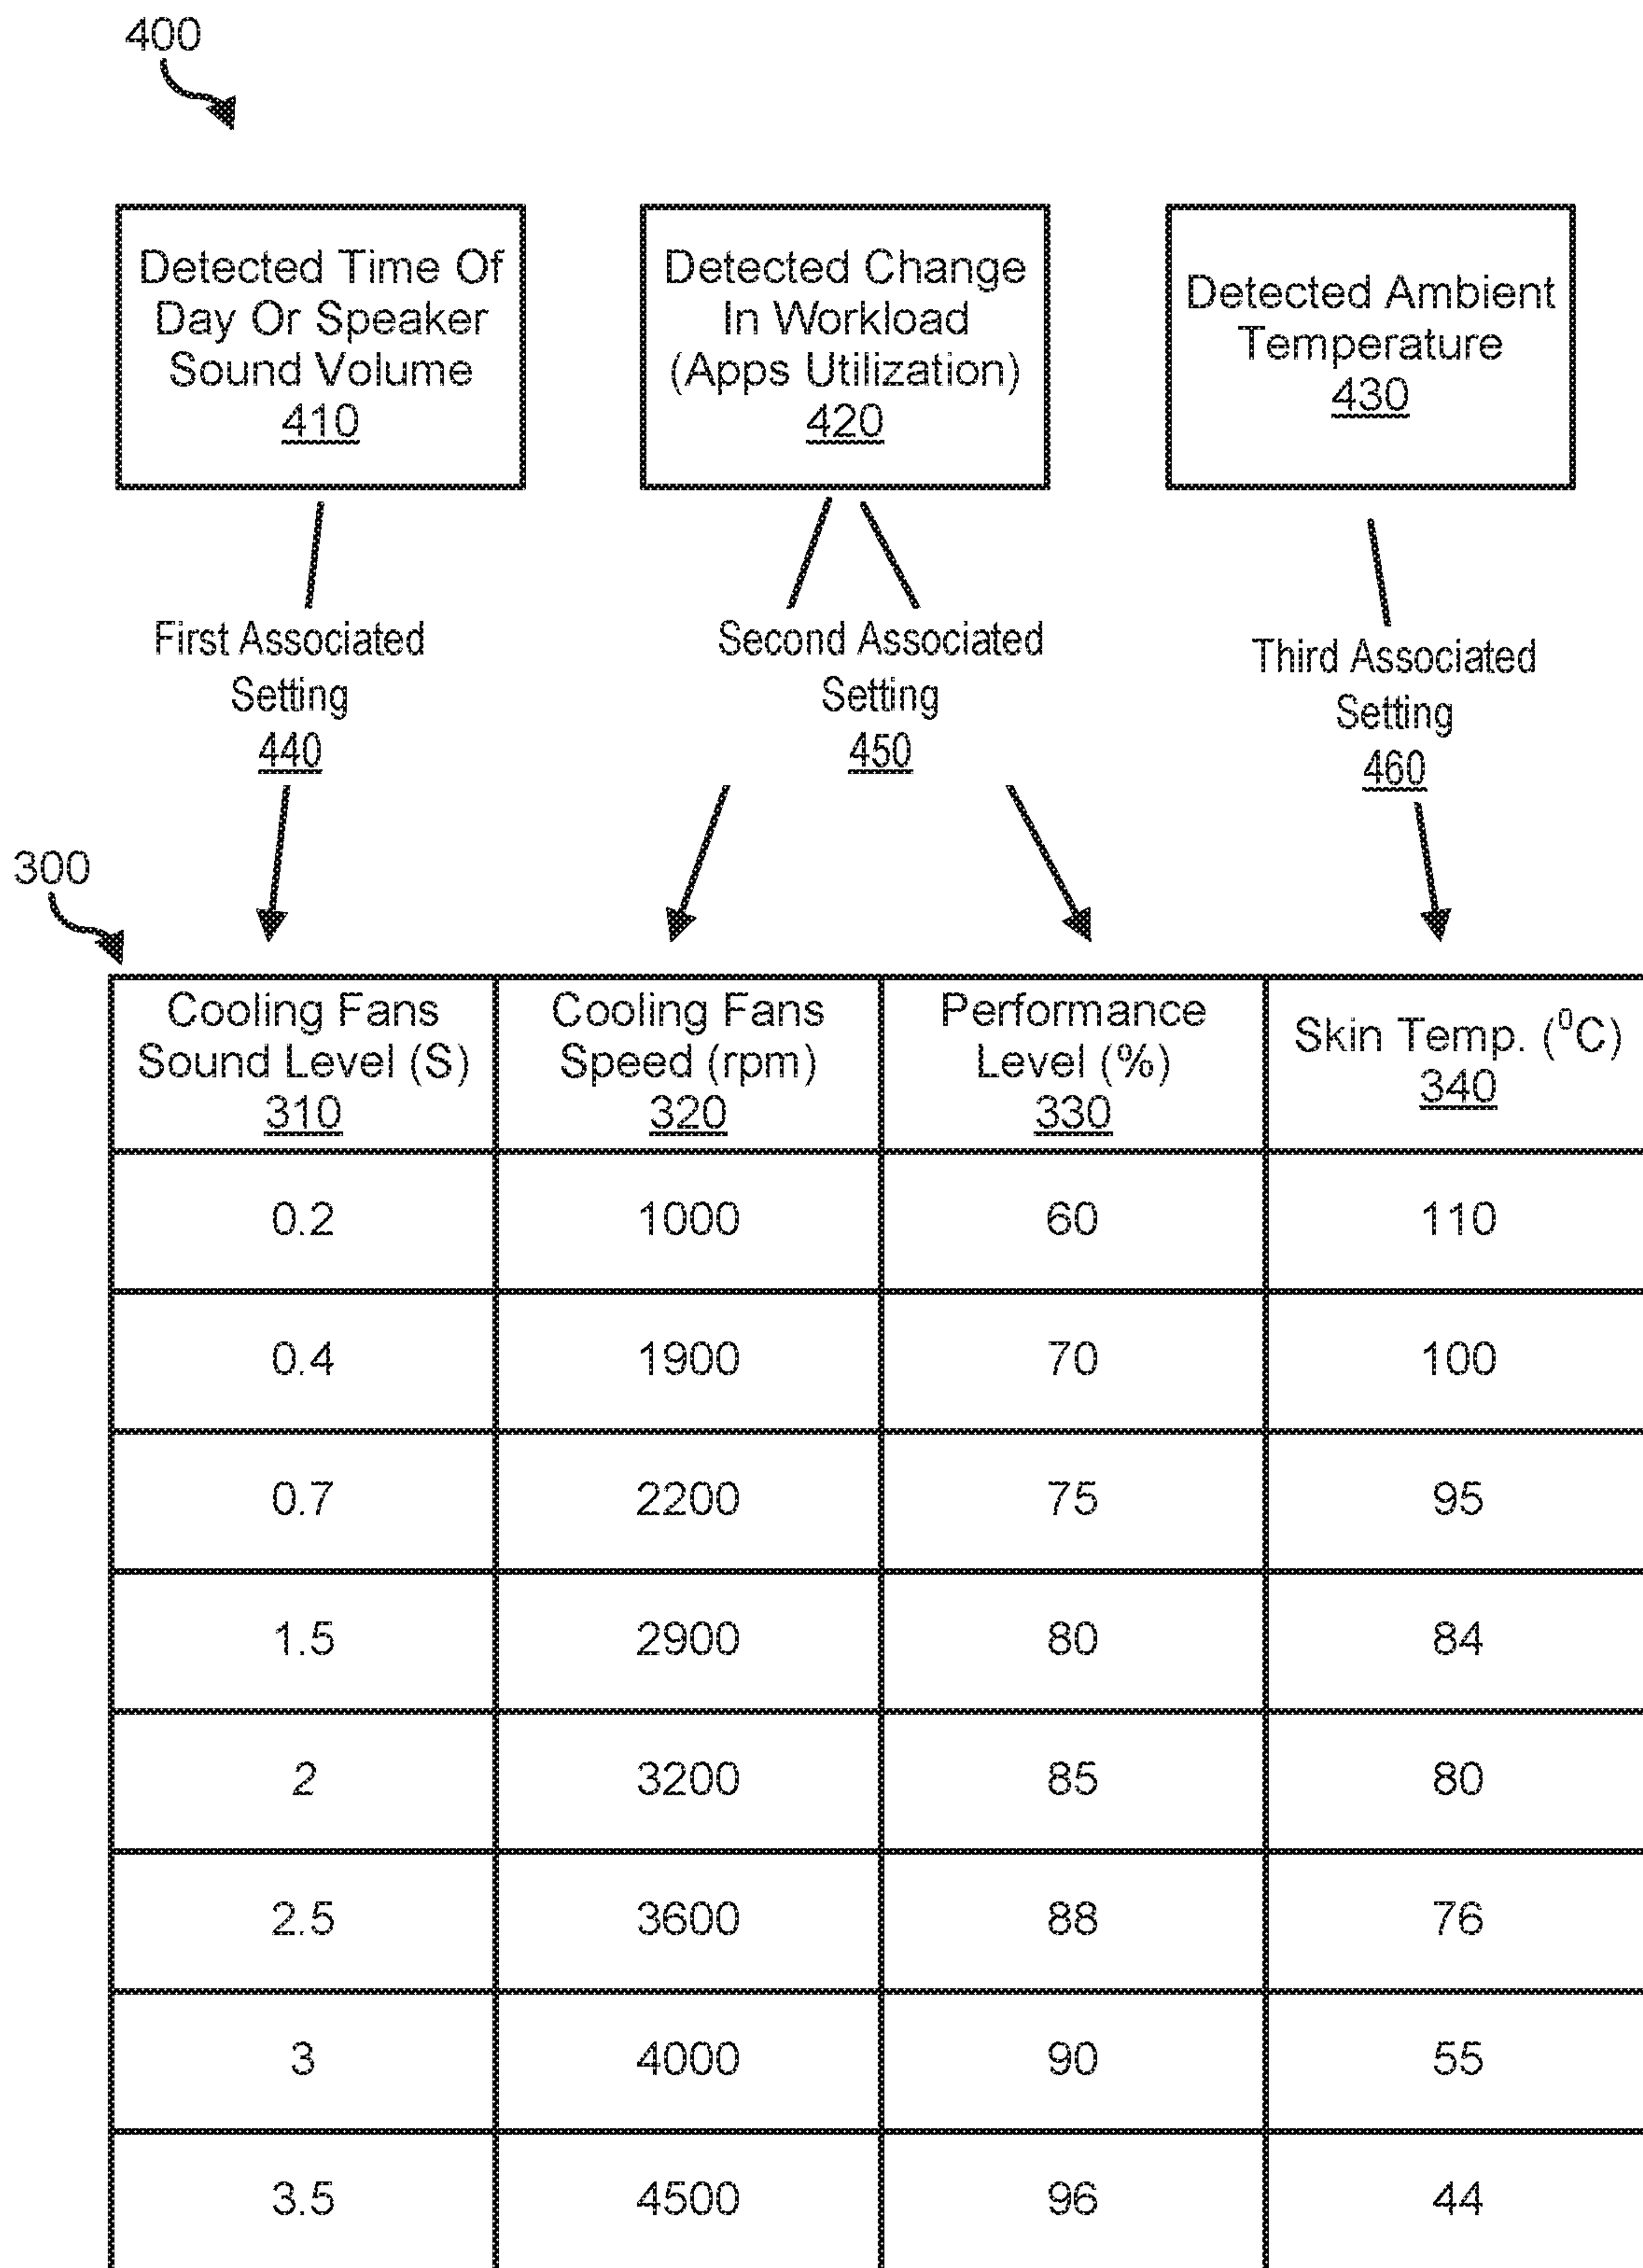 400
Detected Time Of
Day Or Speaker
Sound Volume
410
Detected Change
In Workload
(Apps Utilization)
420
Detected Ambient
Temperature
430
First Associated
Setting
440
Second Associated
Setting
450
Third Associated
Setting
460
300
Cooling Fans
Sound Level (S)
310
Cooling Fans
Speed (rpm)
320
Performance
Level (%)
330
Skin Temp. (⁰C)
340
0.2 1000 60 110
0.4 1900 70 100
0.7 2200 75 95
1.5 2900 80 84
2 3200 85 80
2.5 3600 88 76
3 4000 90 55
3.5 4500 96 44